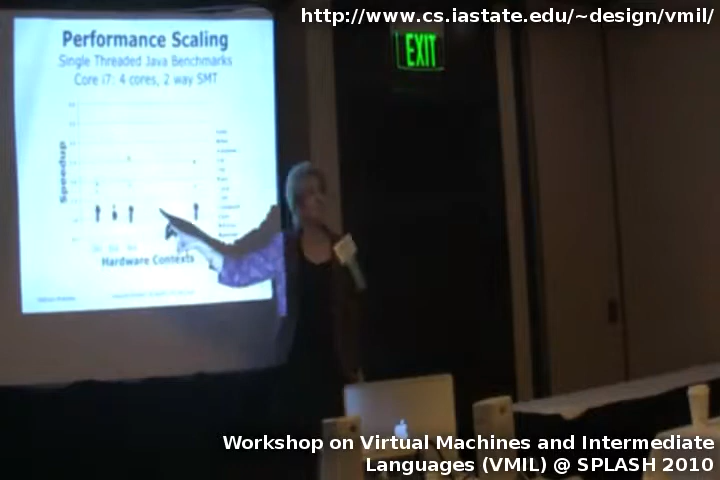 http://www.cs.iastate.edu/~design/vmil/
EXIT
Performance Scaling
Single Threaded Java Benchmarks
Core i7: 4 cores, 2 way SMT
Speedup
Hardware Contexts
Workshop on Virtual Machines and Intermediate
Languages (VMIL) @ SPLASH 2010